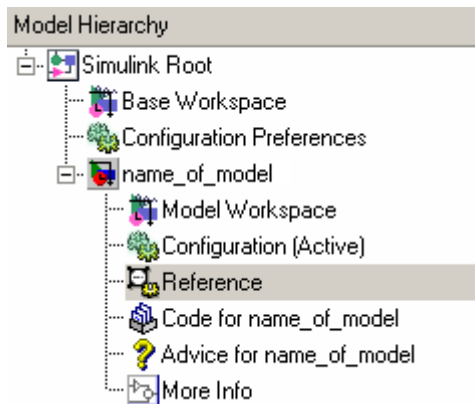 Model Hierarchy
Simulink Root
Base Workspace
Configuration Preferences
name_of_model
Model Workspace
Configuration (Active)
Reference
Code for name_of_model
Advice for name_of_model
More Info